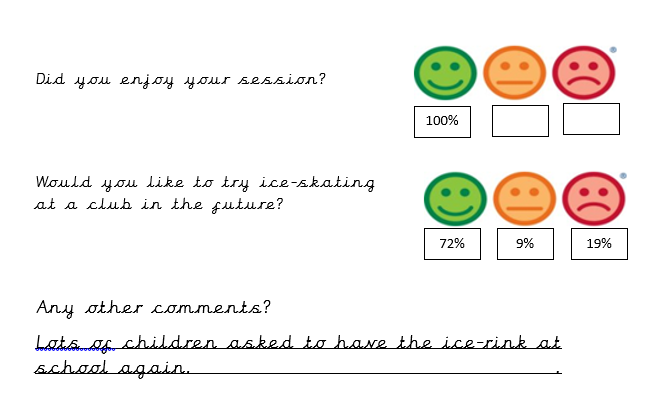 Did you enjoy your session?
100%
Would you like to try ice-skating
at a club in the future?
72% 9% 19%
Any other comments?
Lots of children asked to have the ice-rink at
school again. .